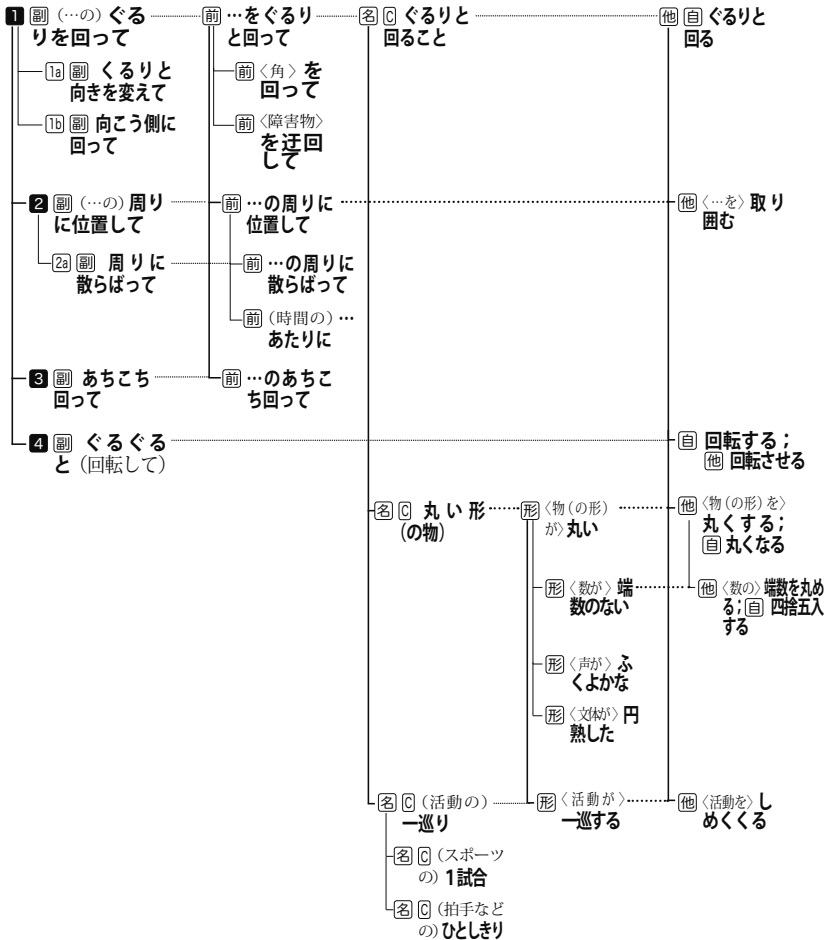 1 副 (…の) ぐる
りを回って
1a 副 くるりと
向きを変えて
1b 副 向こう側に
回って
2 副 (…の) 周り
に位置して
2a 副 周りに
散らばって
3 副 あちこち
回って
4 副 ぐるぐる
と (回転して)
前 …をぐるり
と回って
前 〈角〉を
回って
前 〈障害物〉
を迂回
して
前 …の周りに
位置して
前 …の周りに
散らばって
前 (時間の) …
あたりに
前 …のあちこ
ち回って
名 C ぐるりと
回ること
名 C 丸い形
(の物)
名 C (活動の)
一巡り
名 C (スポーツ
の) 1試合
名 C (拍手など
の) ひとしきり
形 〈物(の形)
が〉丸い
形 〈数が〉端
数のない
形 〈声が〉ふ
くよかな
形 〈文体が〉円
熟した
形 〈活動が〉
一巡する
他 自 ぐるりと
回る
他 〈…を〉取り
囲む
自 回転する;
他 回転させる
他 〈物(の形)を〉
丸くする;
自 丸くなる
他 〈数の〉端数を丸め
る; 自 四捨五入
する
他 〈活動を〉し
めくくる